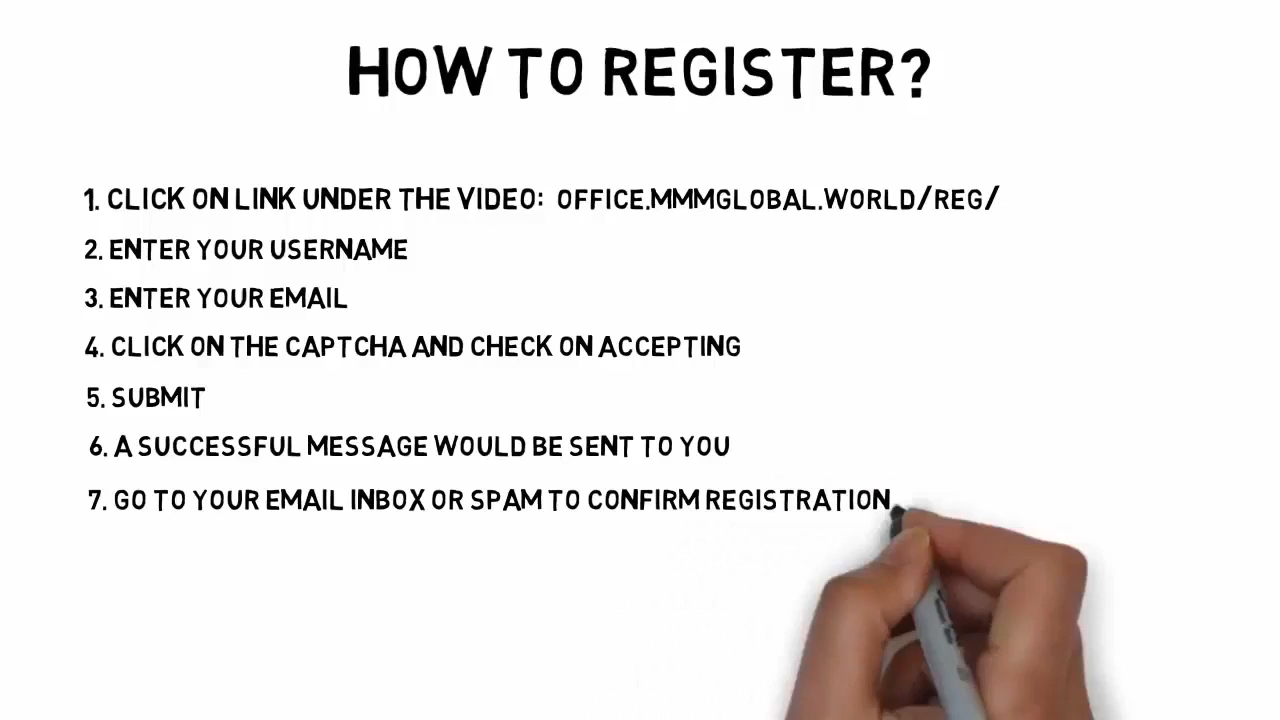 HOW TO REGISTER?
1. CLICK ON LINK UNDER THE VIDEO: OFFICE.MMMGLOBAL.WORLD/REG/
2. ENTER YOUR USERNAME
3. ENTER YOUR EMAIL
4. CLICK ON THE CAPTCHA AND CHECK ON ACCEPTING
5. SUBMIT
6. A SUCCESSFUL MESSAGE WOULD BE SENT TO YOU
7. GO TO YOUR EMAIL INBOX OR SPAM TO CONFIRM REGISTRATION